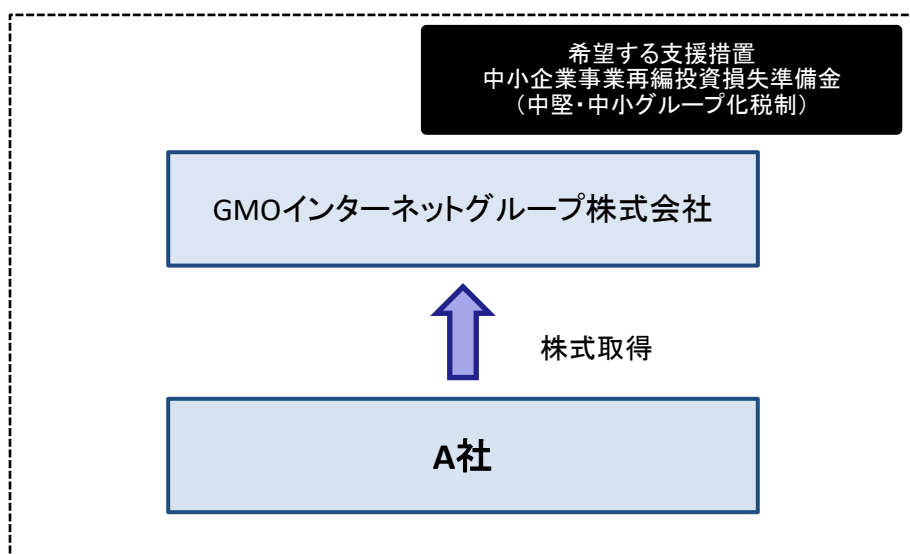 希望する支援措置
中小企業事業再編投資損失準備金
（中堅・中小グループ化税制）
GMOインターネットグループ株式会社
株式取得
A社